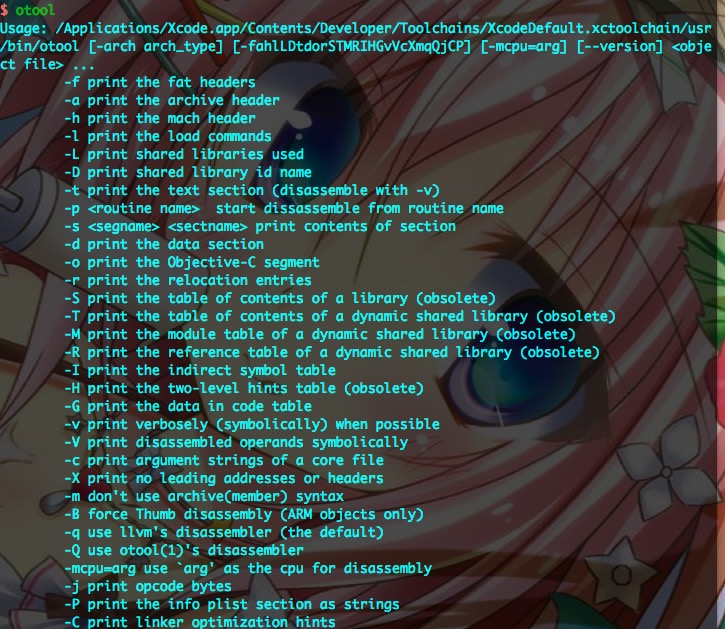 $ otool
Usage: /Applications/Xcode.app/Contents/Developer/Toolchains/XcodeDefault.xctoolchain/usr
/bin/otool [-arch arch_type] [-fahlLDtdorSTMRIHGvVcXmqQjCP] [-mcpu=arg] [--version] <obje
ct file> ...
-f print the fat headers
-a print the archive header
-h print the mach header
-l print the load commands
-L print shared libraries used
-D print shared library id name
-t print the text section (disassemble with -v)
-p <routine name>  start dissassemble from routine name
-s <segname> <sectname> print contents of section
-d print the data section
-o print the Objective-C segment
-r print the relocation entries
-S print the table of contents of a library (obsolete)
-T print the table of contents of a dynamic shared library (obsolete)
-M print the module table of a dynamic shared library (obsolete)
-R print the reference table of a dynamic shared library (obsolete)
-I print the indirect symbol table
-H print the two-level hints table (obsolete)
-G print the data in code table
-v print verbosely (symbolically) when possible
-V print disassembled operands symbolically
-c print argument strings of a core file
-X print no leading addresses or headers
-m don't use archive(member) syntax
-B force Thumb disassembly (ARM objects only)
-q use llvm's disassembler (the default)
-Q use otool(1)'s disassembler
-mcpu=arg use `arg' as the cpu for disassembly
-j print opcode bytes
-P print the info plist section as strings
-C print linker optimization hints